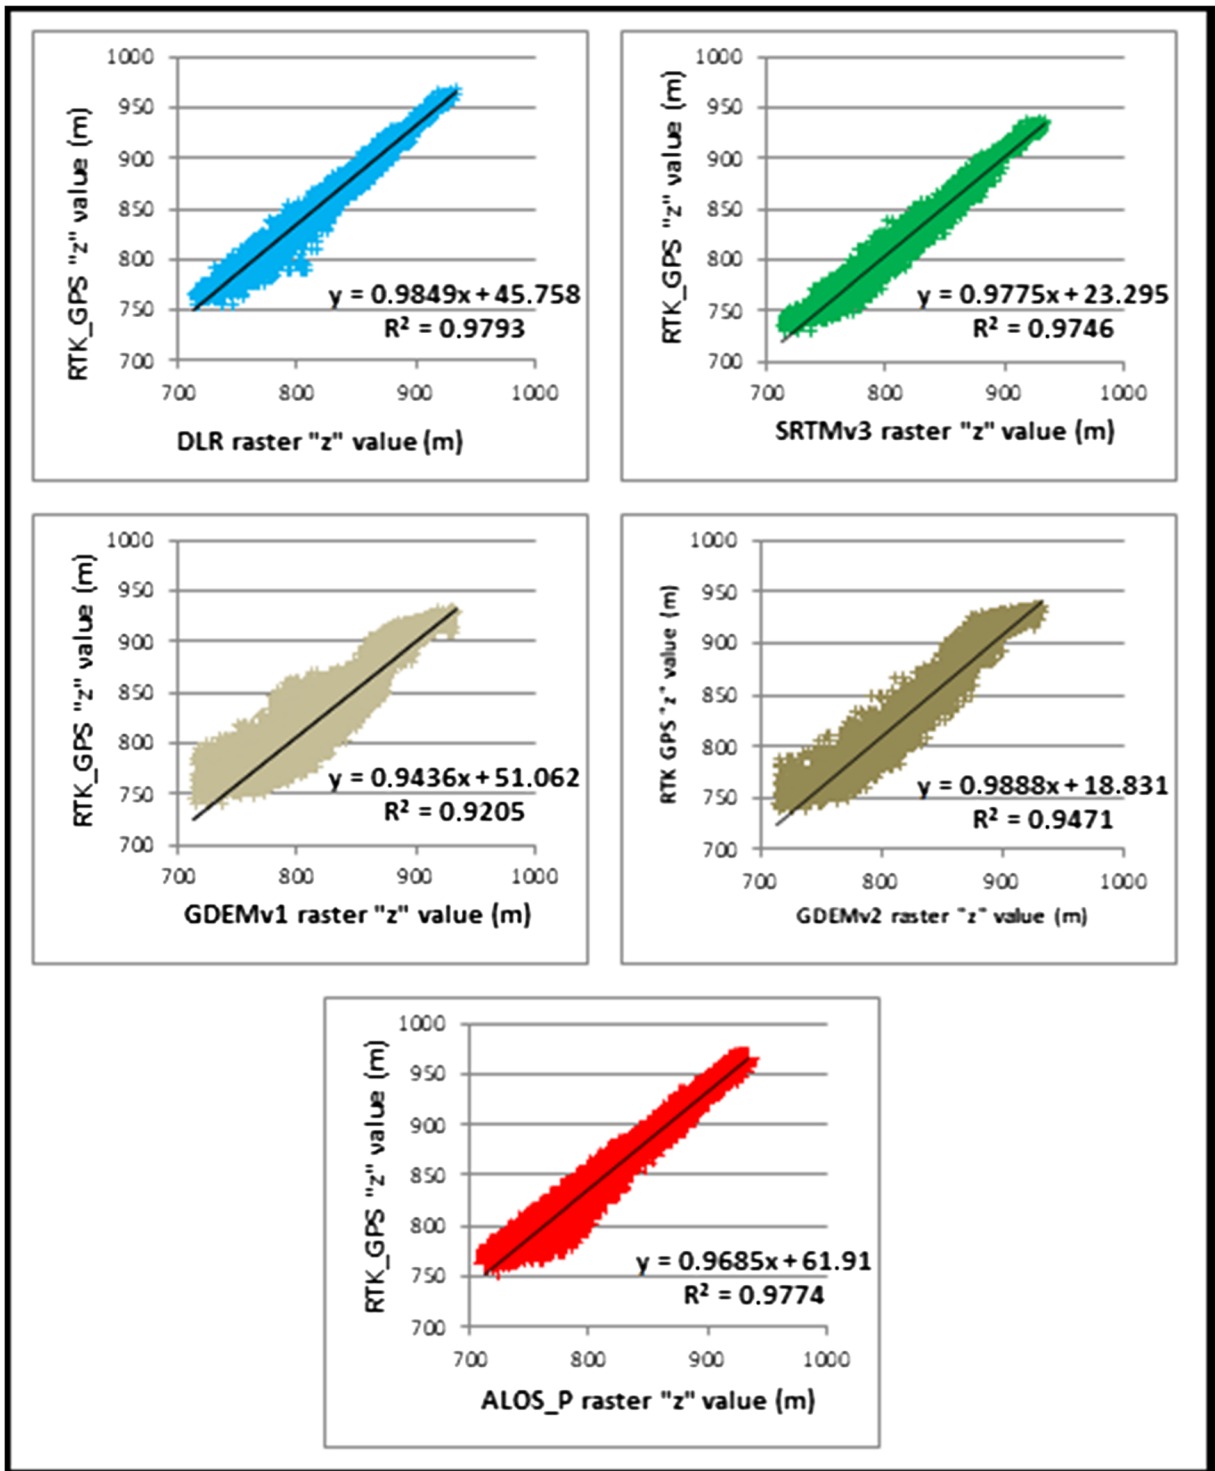 1000
950
900
850
800
750
700
RTK_GPS "z" value (m)
y = 0.9849x + 45.758
R² = 0.9793
700 800 900 1000
DLR raster "z" value (m)
1000
950
900
850
800
750
700
RTK_GPS "z" value (m)
y = 0.9775x + 23.295
R² = 0.9746
700 800 900 1000
SRTMv3 raster "z" value (m)
1000
950
900
850
800
750
700
RTK_GPS "z" value (m)
y = 0.9436x + 51.062
R² = 0.9205
700 800 900 1000
GDEMv1 raster "z" value (m)
1000
950
900
850
800
750
700
RTK GPS "z" value (m)
y = 0.9888x + 18.831
R² = 0.9471
700 800 900 1000
GDEMv2 raster "z" value (m)
1000
950
900
850
800
750
700
RTK_GPS "z" value (m)
y = 0.9685x + 61.91
R² = 0.9774
700 800 900 1000
ALOS_P raster "z" value (m)